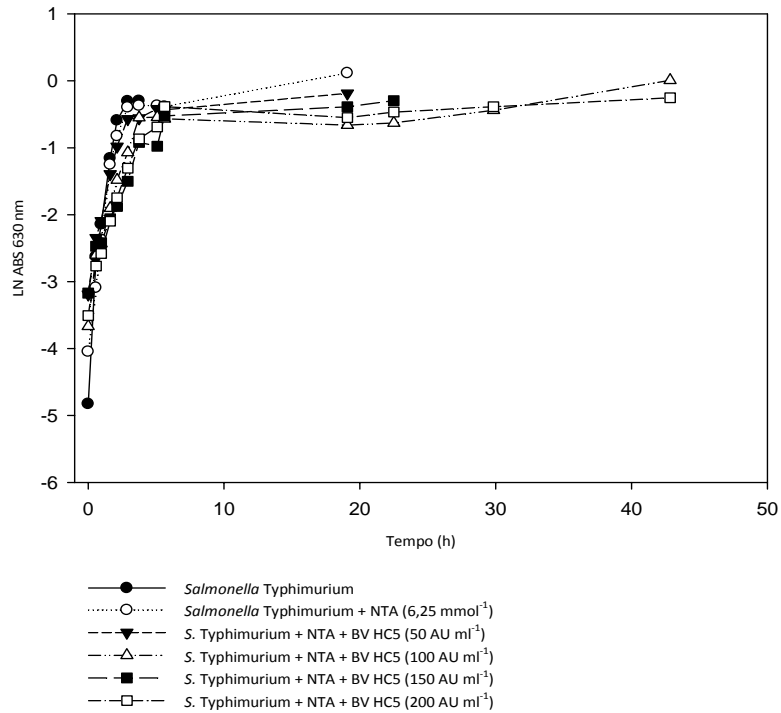 1
0
-1
-2
-3
-4
-5
-6
LN ABS 630 nm
0 10 20 30 40 50
Tempo (h)
Salmonella Typhimurium
Salmonella Typhimurium + NTA (6,25 mmol⁻¹)
S. Typhimurium + NTA + BV HC5 (50 AU ml⁻¹)
S. Typhimurium + NTA + BV HC5 (100 AU ml⁻¹)
S. Typhimurium + NTA + BV HC5 (150 AU ml⁻¹)
S. Typhimurium + NTA + BV HC5 (200 AU ml⁻¹)